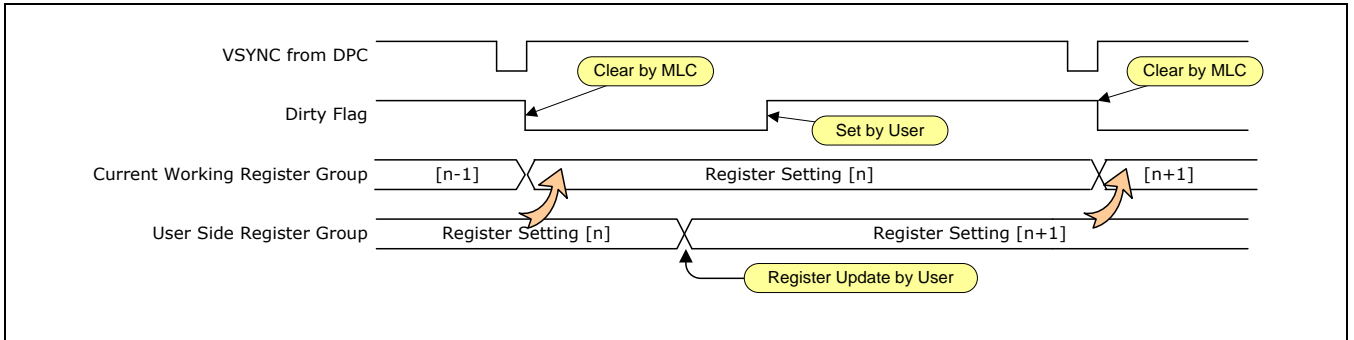 VSYNC from DPC
Clear by MLC
Clear by MLC
Dirty Flag
Set by User
Current Working Register Group
[n-1]
Register Setting [n]
[n+1]
User Side Register Group
Register Setting [n]
Register Setting [n+1]
Register Update by User